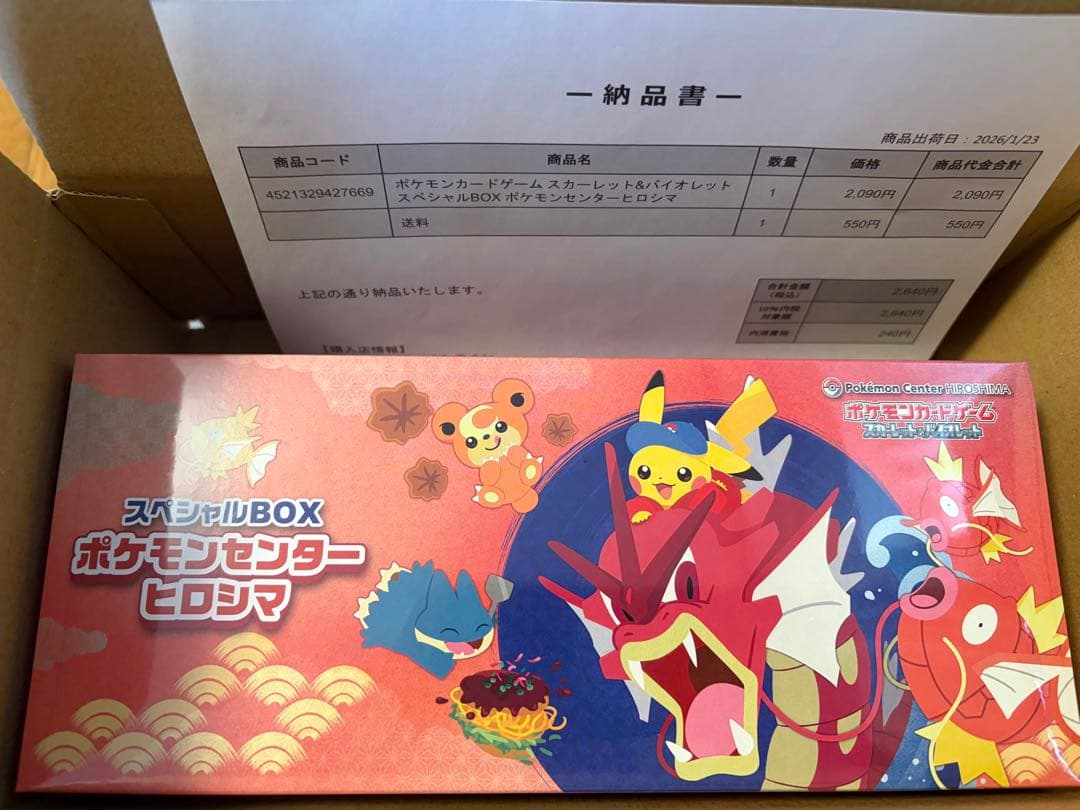 ー納品書ー
商品出荷日：2026/1/23
商品コード 商品名 数量 価格 商品代金合計
4521329427669 ポケモンカードゲーム スカーレット&バイオレット スペシャルBOX ポケモンセンターヒロシマ 1 2,090円 2,090円
送料 1 550円 550円
上記の通り納品いたします。
合計金額（税込） 2,640円
10%内税対象額 2,640円
内消費税 240円
【購入店情報】
Pokémon Center HIROSHIMA
ポケモンカードゲーム
スカーレット&バイオレット
スペシャルBOX
ポケモンセンター
ヒロシマ